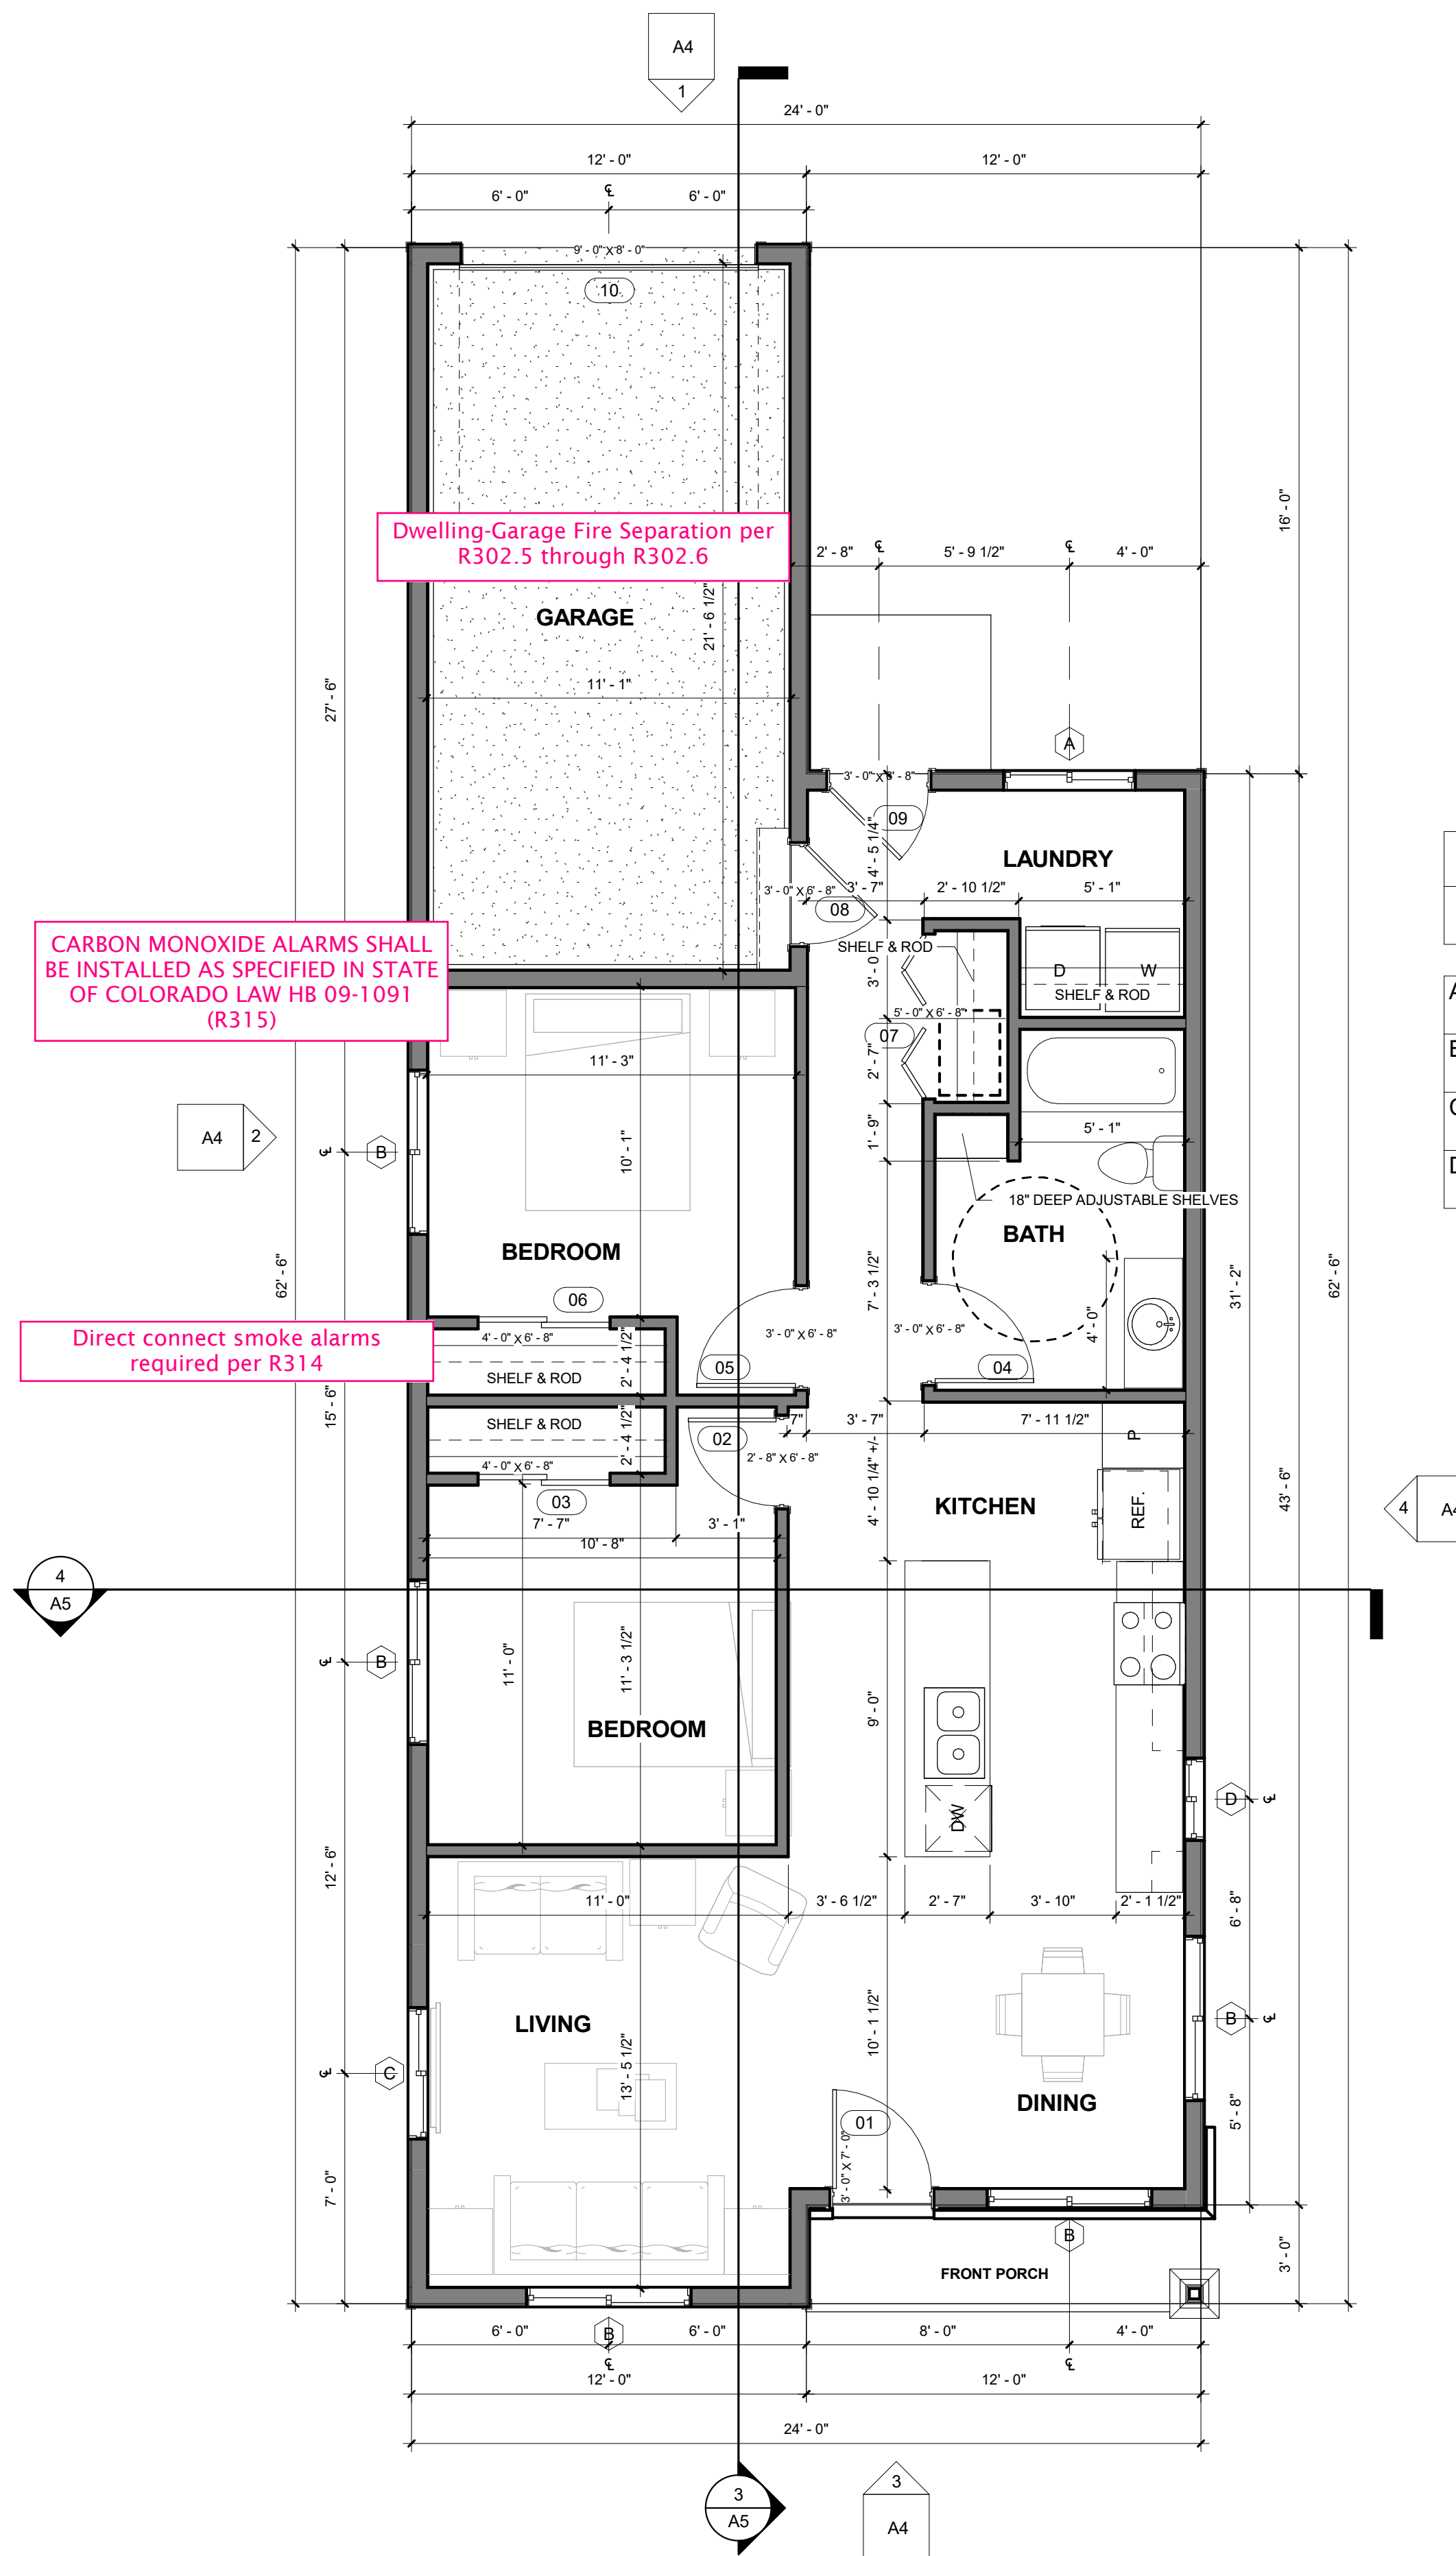 A4
1
24' - 0"
12' - 0"
12' - 0"
6' - 0"
℄
6' - 0"
9' - 0" X 8' - 0"
10
16' - 0"
Dwelling-Garage Fire Separation per
R302.5 through R302.6
2' - 8"
℄
5' - 9 1/2"
℄
4' - 0"
GARAGE
21' - 6 1/2"
27' - 6"
11' - 1"
A
3' - 0" X 6' - 8"
09
4' - 5 1/4"
LAUNDRY
3' - 0" X 6' - 8"
3' - 7"
2' - 10 1/2"
5' - 1"
08
CARBON MONOXIDE ALARMS SHALL
BE INSTALLED AS SPECIFIED IN STATE
OF COLORADO LAW HB 09-1091
(R315)
SHELF & ROD
3' - 0
D
W
SHELF & ROD
5' - 0" X 6' - 8"
07
2' - 7"
A
B
C
D
11' - 3"
A4
2
℄
B
10' - 1"
1' - 9"
5' - 1"
18" DEEP ADJUSTABLE SHELVES
BATH
BEDROOM
62' - 6"
7' - 3 1/2"
31' - 2"
62' - 6"
06
4' - 0" X 6' - 8"
3' - 0" X 6' - 8"
3' - 0" X 6' - 8"
4' - 0"
Direct connect smoke alarms
required per R314
2' - 4 1/2"
05
04
SHELF & ROD
15' - 6"
SHELF & ROD
7"
3' - 7"
7' - 11 1/2"
P
02
2' - 4 1/2"
2' - 8" X 6' - 8"
4' - 0" X 6' - 8"
03
4' - 10 1/4" +/-
KITCHEN
REF.
43' - 6"
4
A4
7' - 7"
3' - 1"
10' - 8"
4
A5
℄
B
11' - 0"
11' - 3 1/2"
9' - 0"
BEDROOM
DW
D
℄
12' - 6"
11' - 0"
3' - 6 1/2"
2' - 7"
3' - 10"
2' - 1 1/2"
6' - 8"
LIVING
10' - 1 1/2"
B
℄
℄
C
13' - 5 1/2"
DINING
5' - 8"
01
3' - 0" X 7' - 0"
7' - 0"
B
FRONT PORCH
3' - 0"
6' - 0"
B
6' - 0"
8' - 0"
4' - 0"
℄
℄
12' - 0"
12' - 0"
24' - 0"
3
A5
3
A4